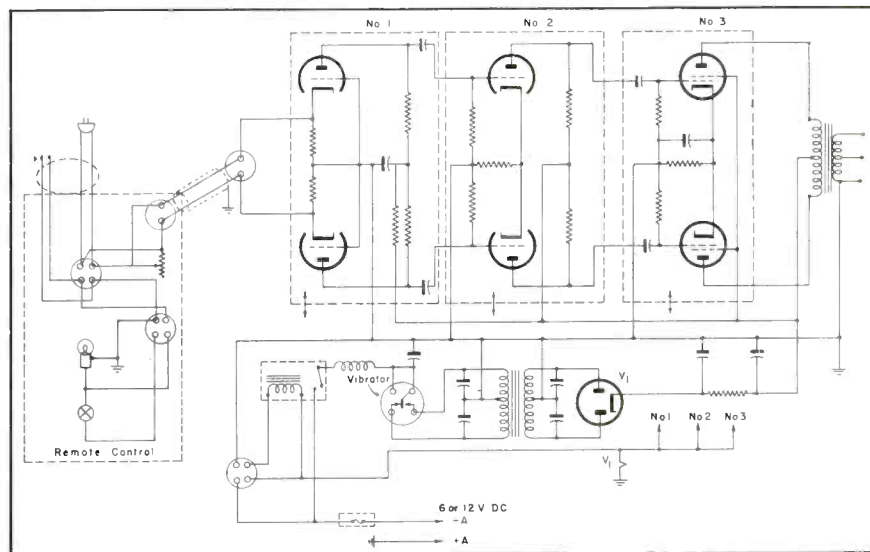 No 1
No 2
No 3
Remote Control
Vibrator
V1
No 1
No 2
No 3
V1
6 or 12 V DC
-A
+A